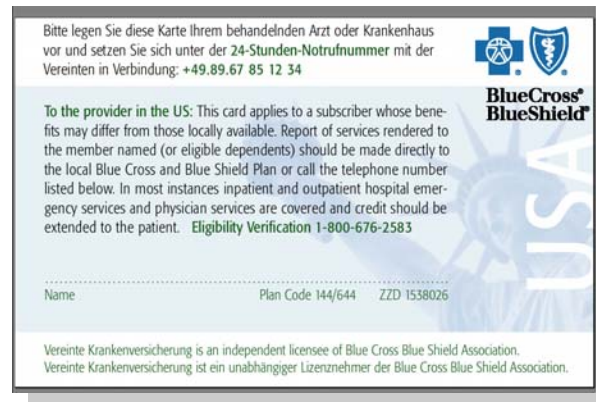 Bitte legen Sie diese Karte Ihrem behandelnden Arzt oder Krankenhaus
vor und setzen Sie sich unter der 24-Stunden-Notrufnummer mit der
Vereinten in Verbindung: +49.89.67 85 12 34
BlueCross®
BlueShield®
To the provider in the US: This card applies to a subscriber whose bene-
fits may differ from those locally available. Report of services rendered to
the member named (or eligible dependents) should be made directly to
the local Blue Cross and Blue Shield Plan or call the telephone number
listed below. In most instances inpatient and outpatient hospital emer-
gency services and physician services are covered and credit should be
extended to the patient. Eligibility Verification 1-800-676-2583
USA
Name Plan Code 144/644 ZZD 1538026
Vereinte Krankenversicherung is an independent licensee of Blue Cross Blue Shield Association.
Vereinte Krankenversicherung ist ein unabhängiger Lizenznehmer der Blue Cross Blue Shield Association.